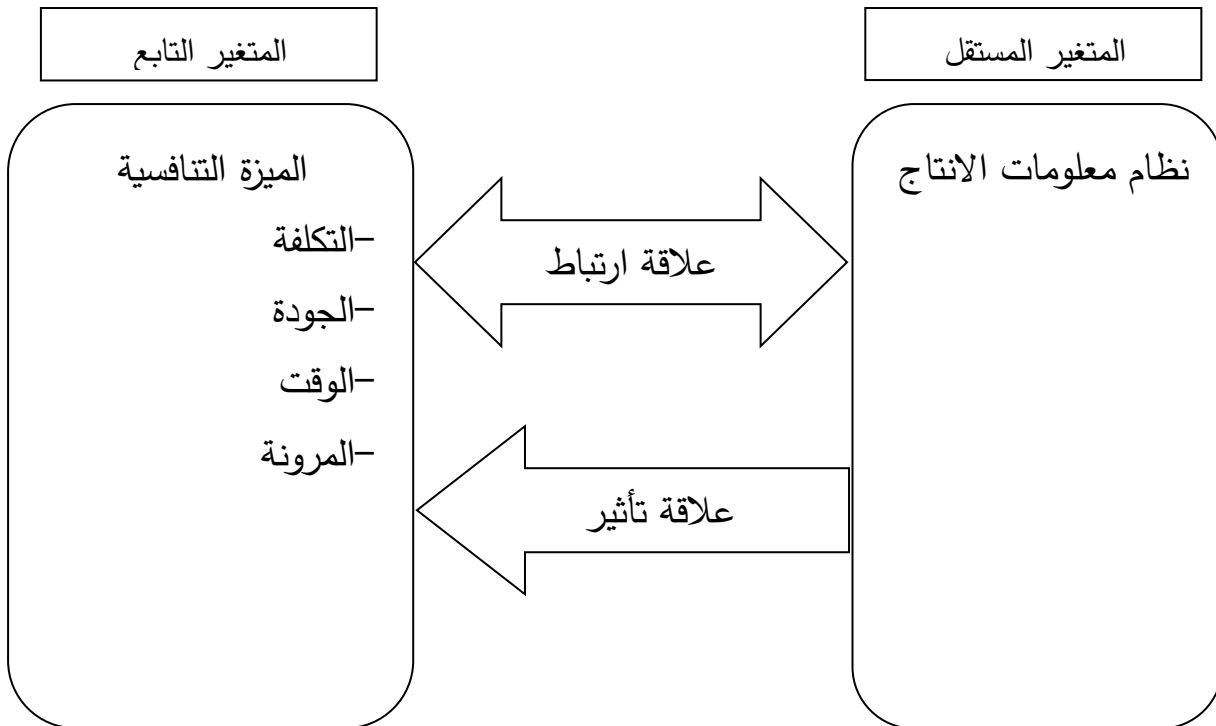 المتغير المستقل
المتغير التابع
نظام معلومات الانتاج
الميزة التنافسية
-التكلفة
-الجودة
-الوقت
-المرونة
علاقة ارتباط
علاقة تأثير